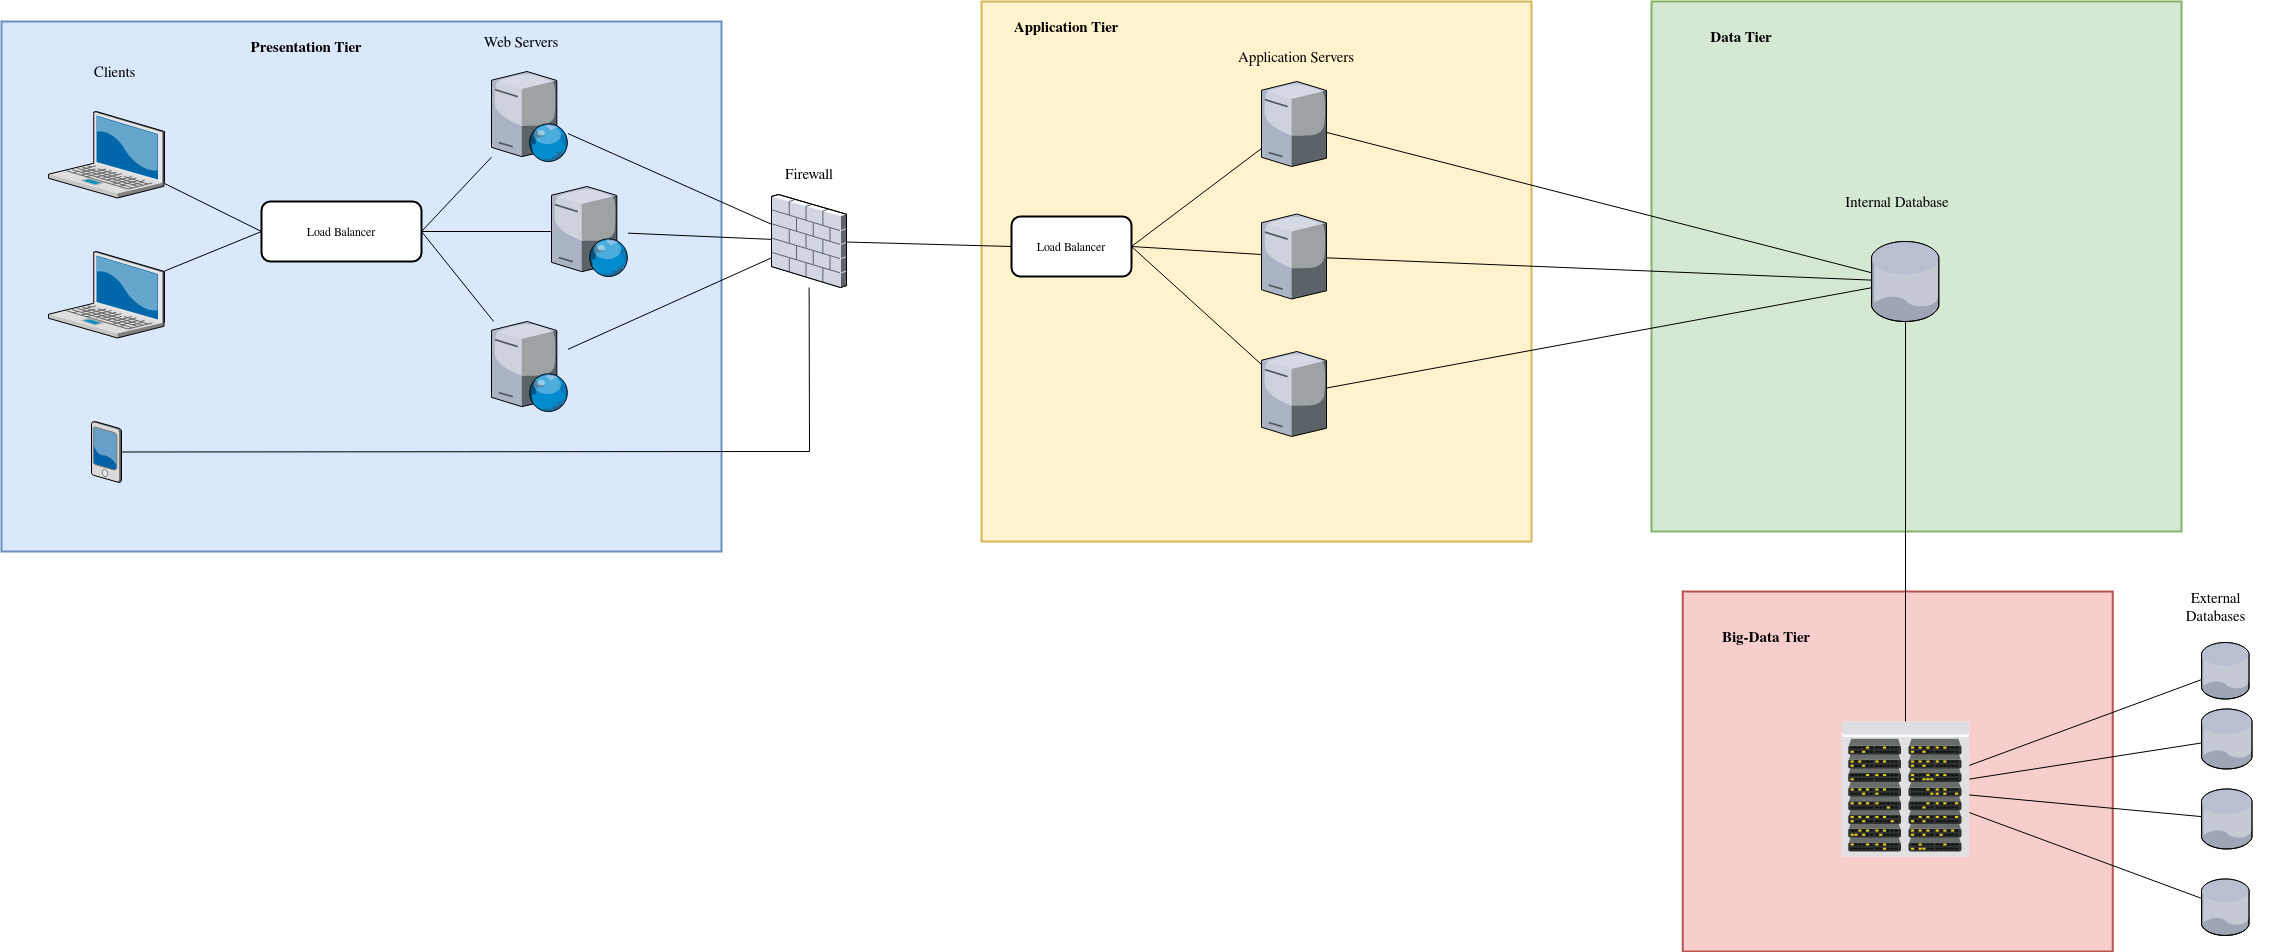 Presentation Tier
Clients
Web Servers
Load Balancer
Firewall
Application Tier
Application Servers
Load Balancer
Data Tier
Internal Database
Big-Data Tier
External
Databases